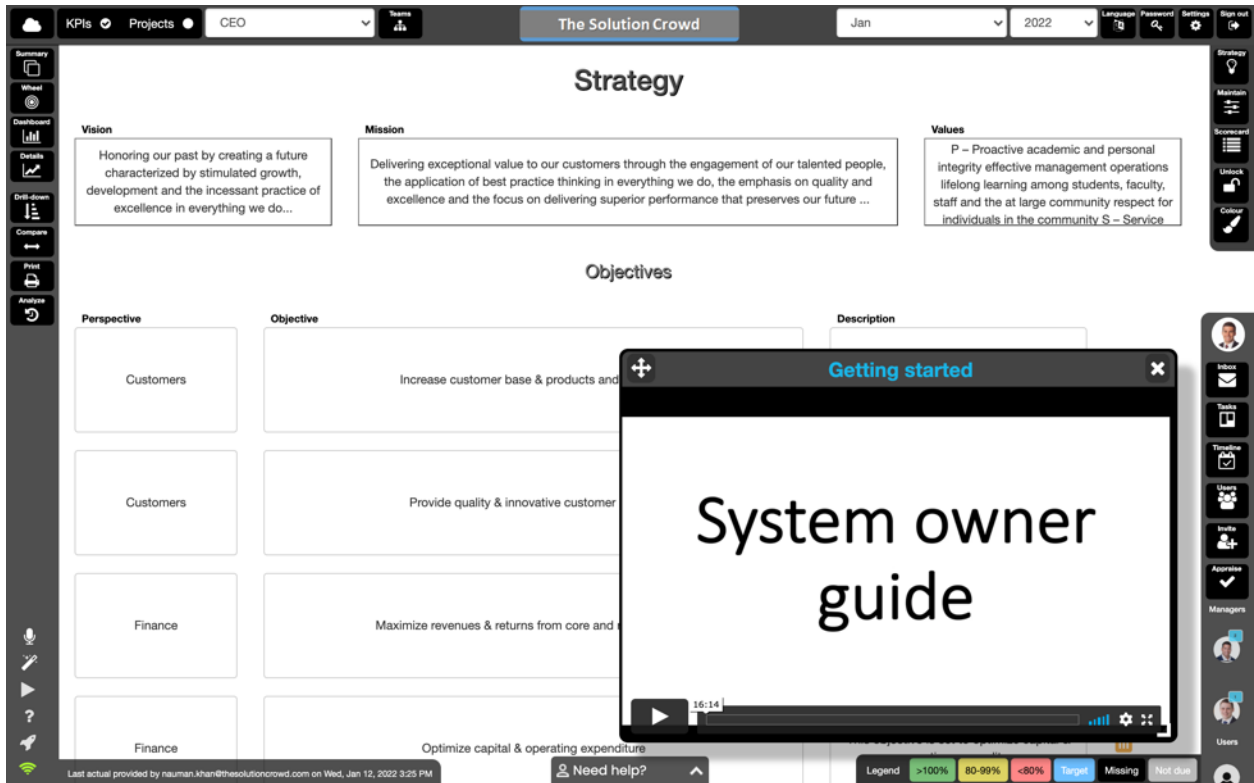 KPIs Projects CEO Teams The Solution Crowd Jan 2022 Language Password Settings Sign out
Summary
Wheel
Dashboard
Details
Drill-down
Compare
Print
Analyze
Strategy
Vision
Honoring our past by creating a future
characterized by stimulated growth,
development and the incessant practice of
excellence in everything we do...
Mission
Delivering exceptional value to our customers through the engagement of our talented people,
the application of best practice thinking in everything we do, the emphasis on quality and
excellence and the focus on delivering superior performance that preserves our future ...
Values
P – Proactive academic and personal
integrity effective management operations
lifelong learning among students, faculty,
staff and the at large community respect for
individuals in the community S – Service
Strategy
Maintain
Scorecard
Unlock
Colour
Objectives
Perspective Objective Description
Customers Increase customer base & products and
Customers Provide quality & innovative customer
Finance Maximize revenues & returns from core and
Finance Optimize capital & operating expenditure
Getting started
System owner
guide
16:14
Inbox
Tasks
Timeline
Users
Invite
Appraise
Managers
Users
?
Last actual provided by nauman.khan@thesolutioncrowd.com on Wed, Jan 12, 2022 3:25 PM
Need help?
Legend >100% 80-99% <80% Target Missing Not due